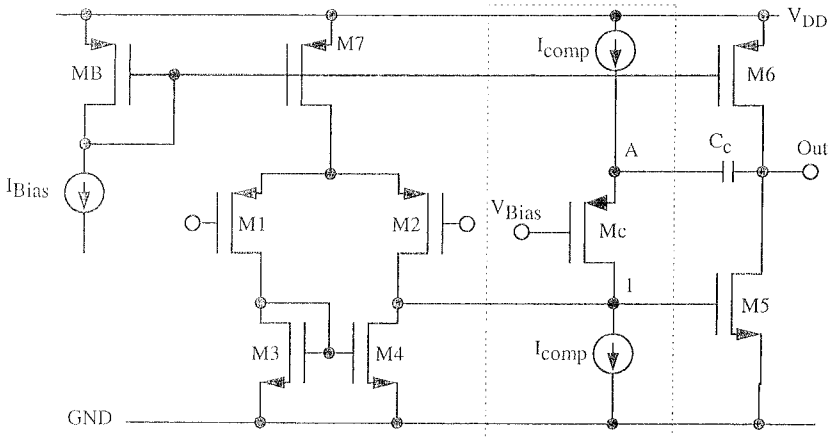 V_DD
MB
M7
I_comp
M6
A
C_c
Out
I_Bias
M1
M2
V_Bias
Mc
1
M5
M3
M4
I_comp
GND